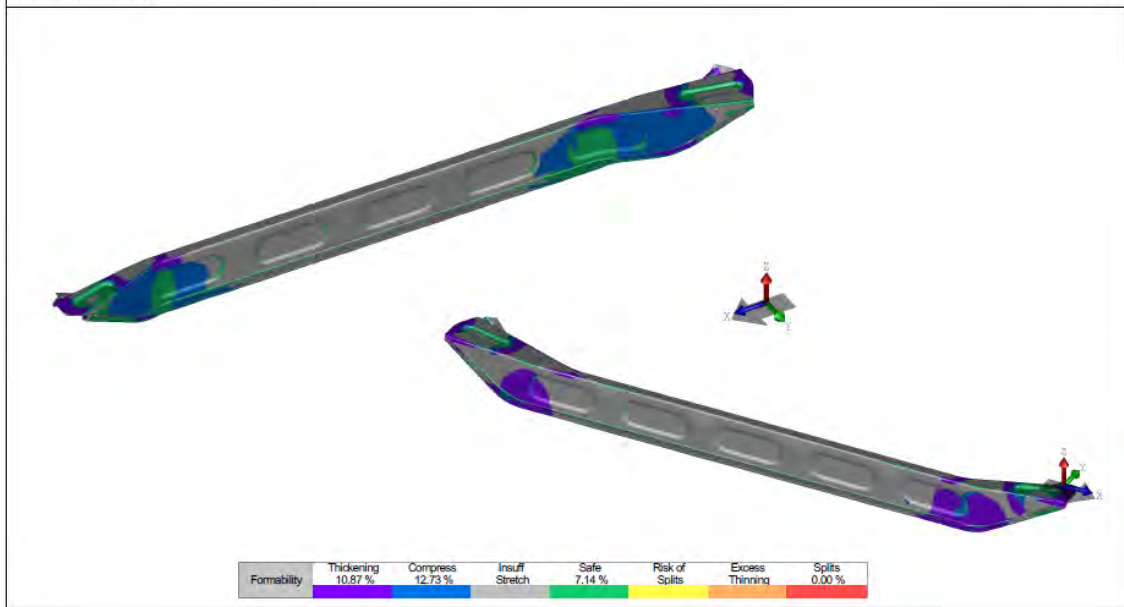 Z
X
Y
Z
Y
X
Formability
Thickening
10.87 %
Compress
12.73 %
Insuff
Stretch
Safe
7.14 %
Risk of
Splits
Excess
Thinning
Splits
0.00 %